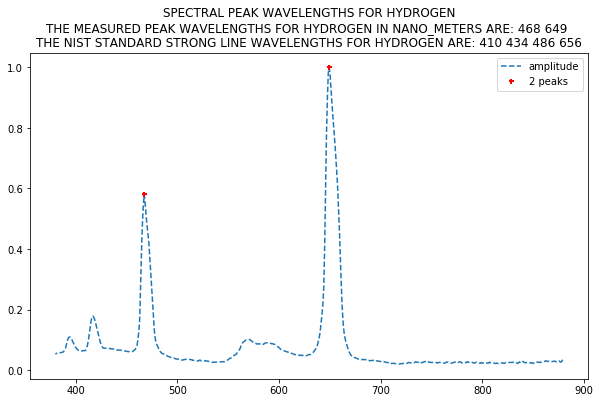 SPECTRAL PEAK WAVELENGTHS FOR HYDROGEN
THE MEASURED PEAK WAVELENGTHS FOR HYDROGEN IN NANO_METERS ARE: 468 649
THE NIST STANDARD STRONG LINE WAVELENGTHS FOR HYDROGEN ARE: 410 434 486 656
amplitude
2 peaks
1.0
0.8
0.6
0.4
0.2
0.0
400 500 600 700 800 900